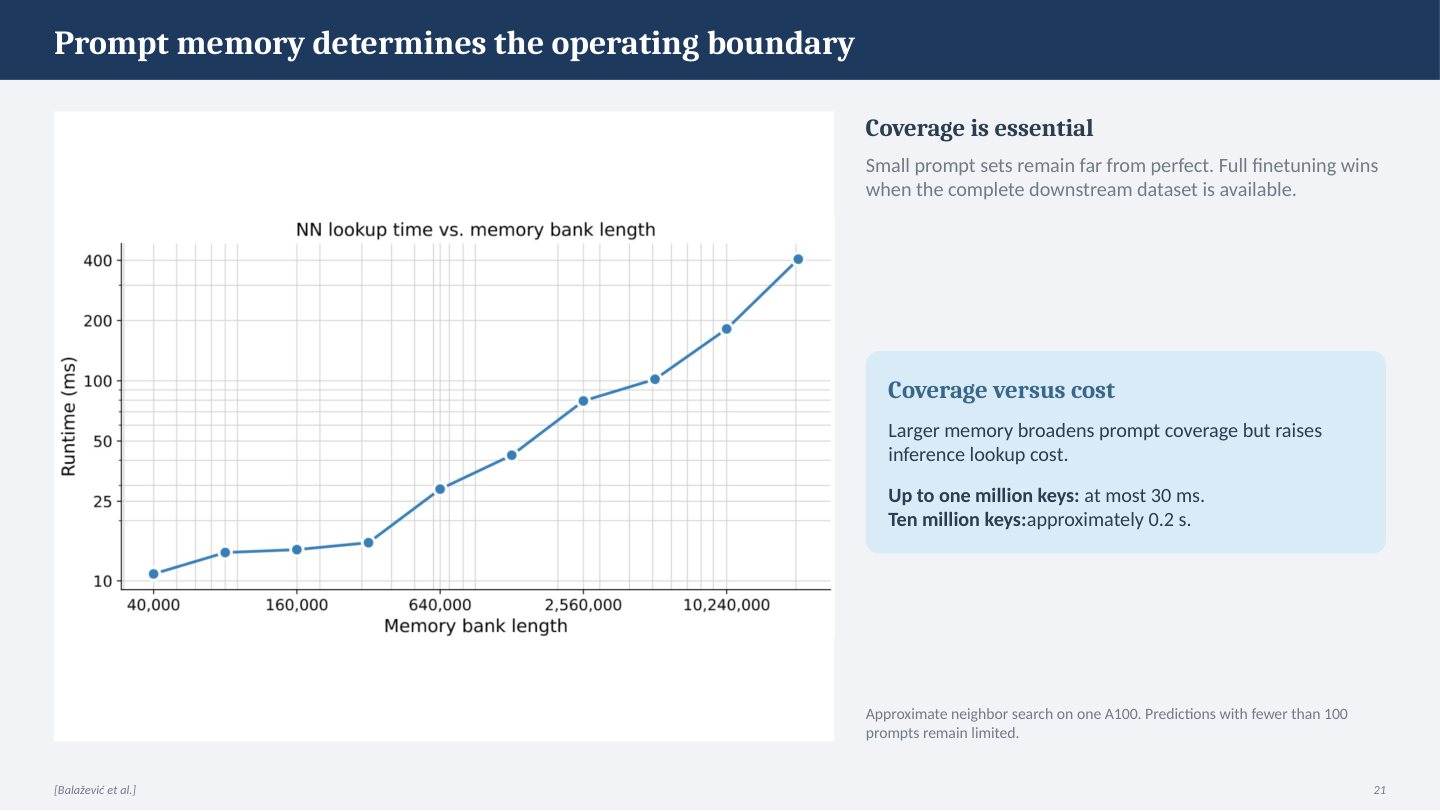 Prompt memory determines the operating boundary
NN lookup time vs. memory bank length
400
200
100
50
25
10
Runtime (ms)
40,000 160,000 640,000 2,560,000 10,240,000
Memory bank length
Coverage is essential
Small prompt sets remain far from perfect. Full finetuning wins
when the complete downstream dataset is available.
Coverage versus cost
Larger memory broadens prompt coverage but raises
inference lookup cost.
Up to one million keys: at most 30 ms.
Ten million keys:approximately 0.2 s.
Approximate neighbor search on one A100. Predictions with fewer than 100
prompts remain limited.
[Balažević et al.]
21